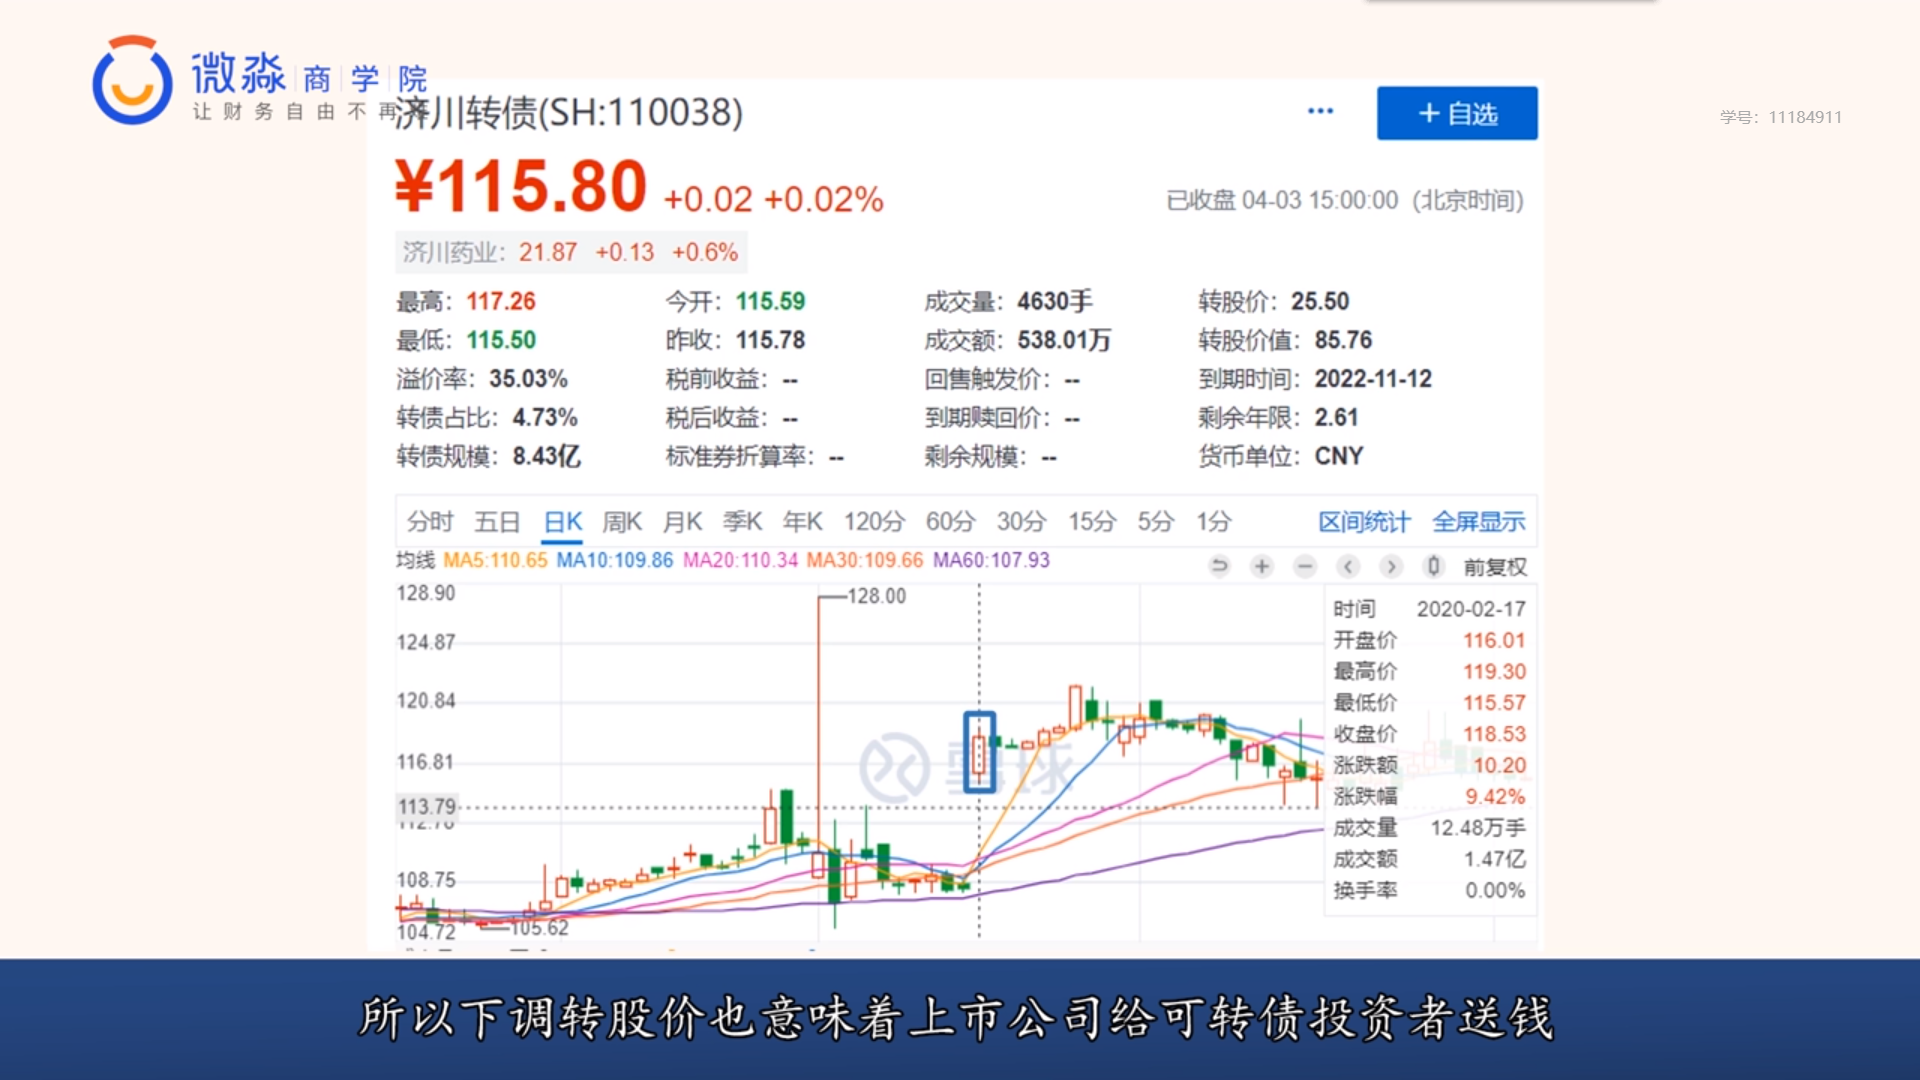 微淼 商 学 院
让财务自由不再难
学号：11184911
济川转债(SH:110038)
··· +自选
¥115.80 +0.02 +0.02%
已收盘 04-03 15:00:00 (北京时间)
济川药业： 21.87 +0.13 +0.6%
最高：117.26 今开：115.59 成交量：4630手 转股价：25.50
最低：115.50 昨收：115.78 成交额：538.01万 转股价值：85.76
溢价率：35.03% 税前收益：-- 回售触发价：-- 到期时间：2022-11-12
转债占比：4.73% 税后收益：-- 到期赎回价：-- 剩余年限：2.61
转债规模：8.43亿 标准券折算率：-- 剩余规模：-- 货币单位：CNY
分时 五日 日K 周K 月K 季K 年K 120分 60分 30分 15分 5分 1分 区间统计 全屏显示
均线 MA5:110.65 MA10:109.86 MA20:110.34 MA30:109.66 MA60:107.93 前复权
128.90
128.00
124.87
120.84
116.81
113.79
112.78
108.75
104.72
105.62
雪球
时间 2020-02-17
开盘价 116.01
最高价 119.30
最低价 115.57
收盘价 118.53
涨跌额 10.20
涨跌幅 9.42%
成交量 12.48万手
成交额 1.47亿
换手率 0.00%
所以下调转股价也意味着上市公司给可转债投资者送钱